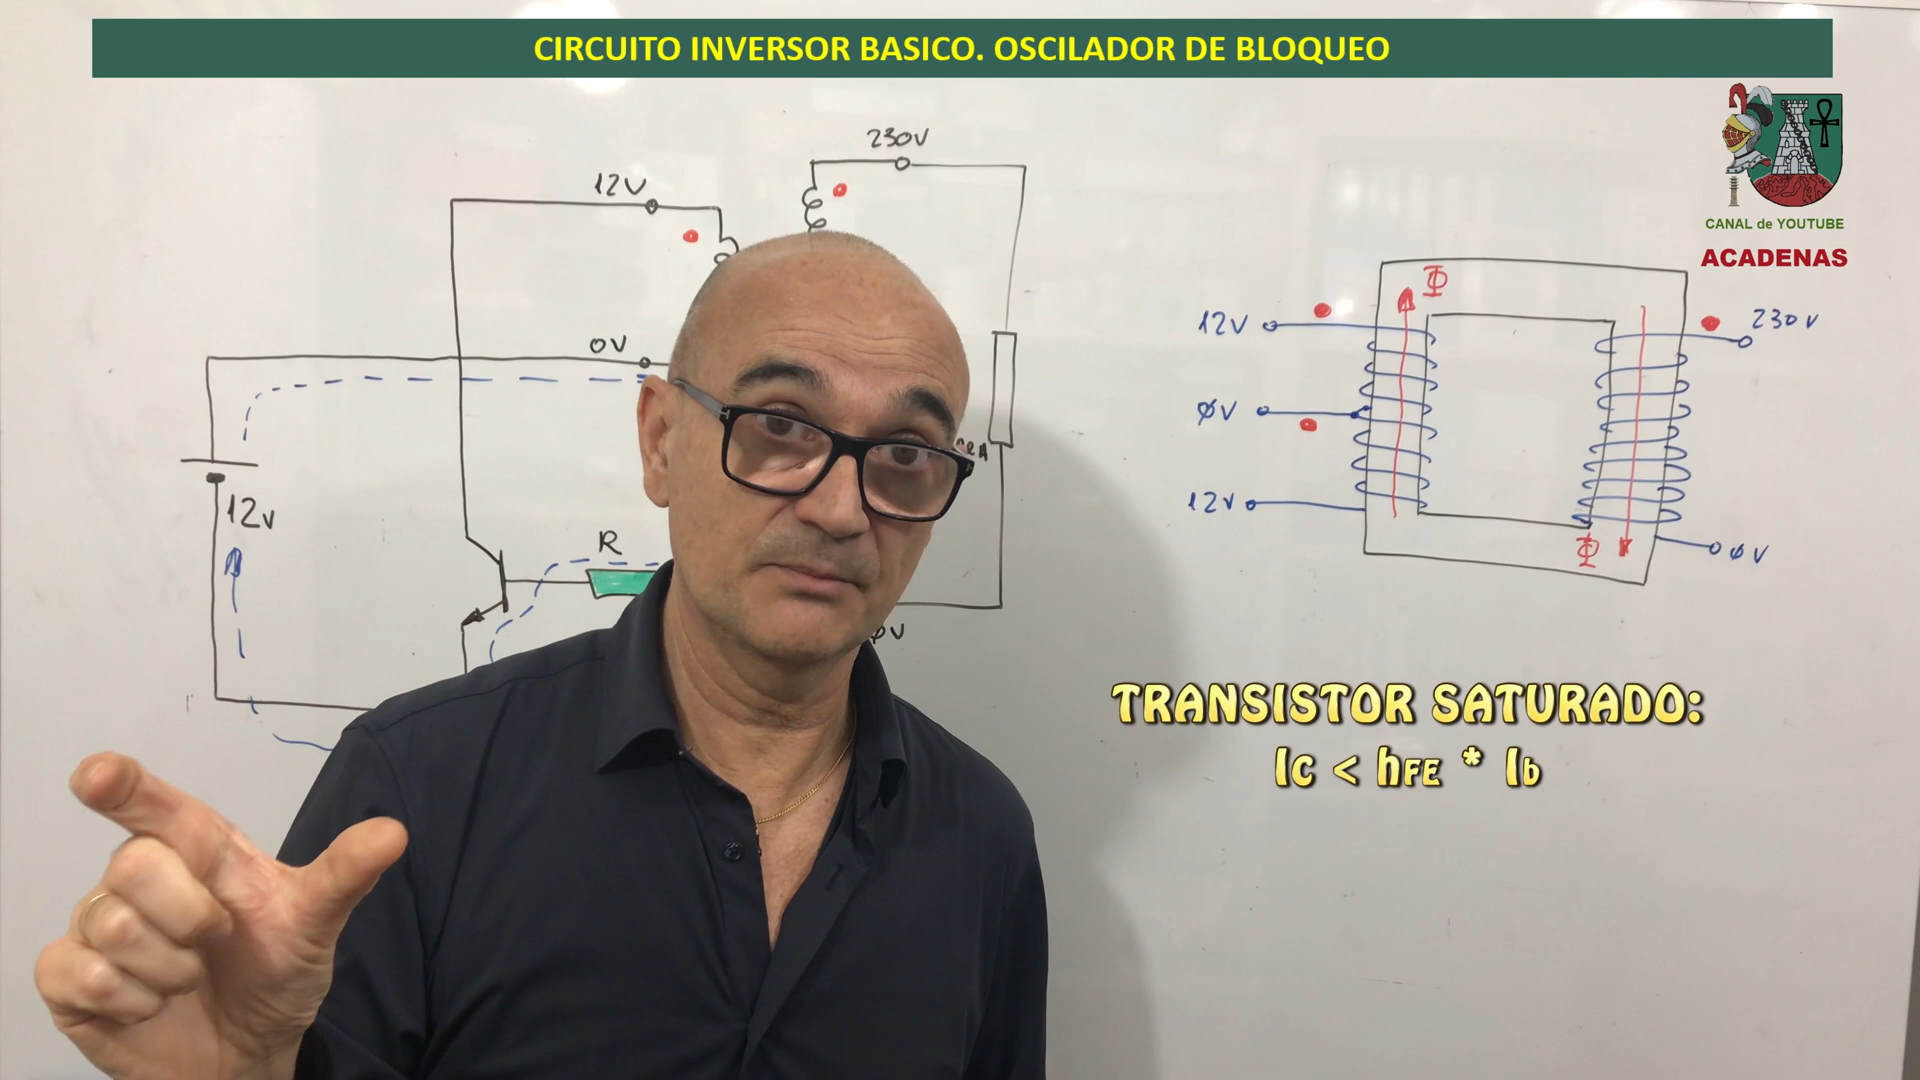 CIRCUITO INVERSOR BASICO. OSCILADOR DE BLOQUEO
CANAL de YOUTUBE
ACADENAS
230V
12V
0V
12V
R
ØV
Φ
12V
230V
ØV
12V
Φ
ØV
TRANSISTOR SATURADO:
Ic < hFE * Ib